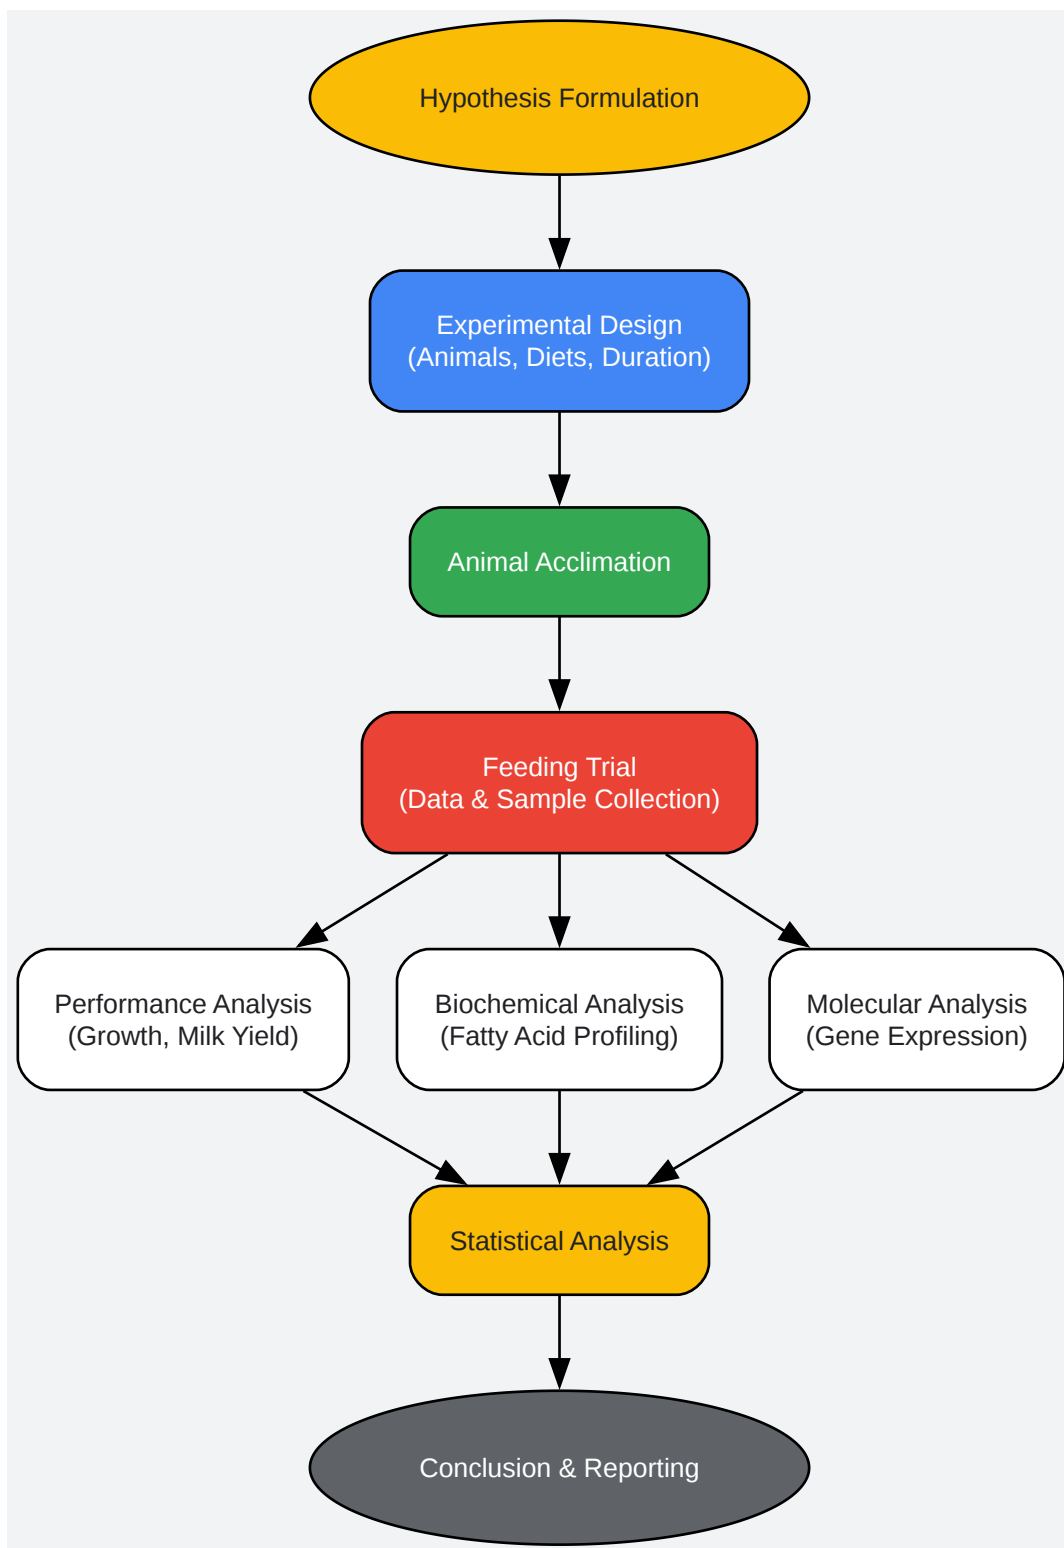 Hypothesis Formulation
Experimental Design
(Animals, Diets, Duration)
Animal Acclimation
Feeding Trial
(Data & Sample Collection)
Performance Analysis
(Growth, Milk Yield)
Biochemical Analysis
(Fatty Acid Profiling)
Molecular Analysis
(Gene Expression)
Statistical Analysis
Conclusion & Reporting